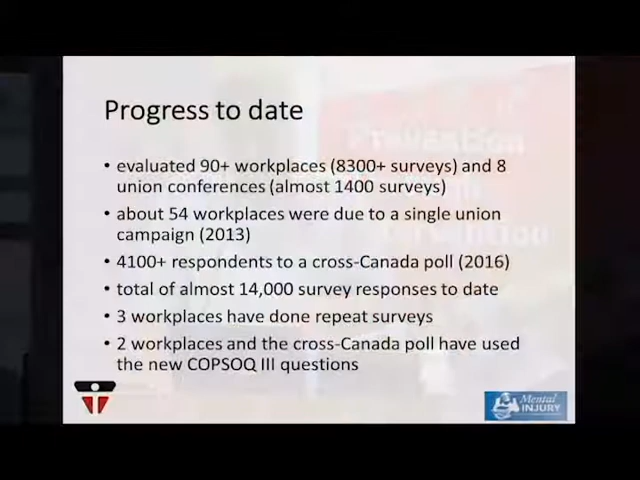 Progress to date
• evaluated 90+ workplaces (8300+ surveys) and 8
union conferences (almost 1400 surveys)
• about 54 workplaces were due to a single union
campaign (2013)
• 4100+ respondents to a cross-Canada poll (2016)
• total of almost 14,000 survey responses to date
• 3 workplaces have done repeat surveys
• 2 workplaces and the cross-Canada poll have used
the new COPSOQ III questions
Mental
INJURY